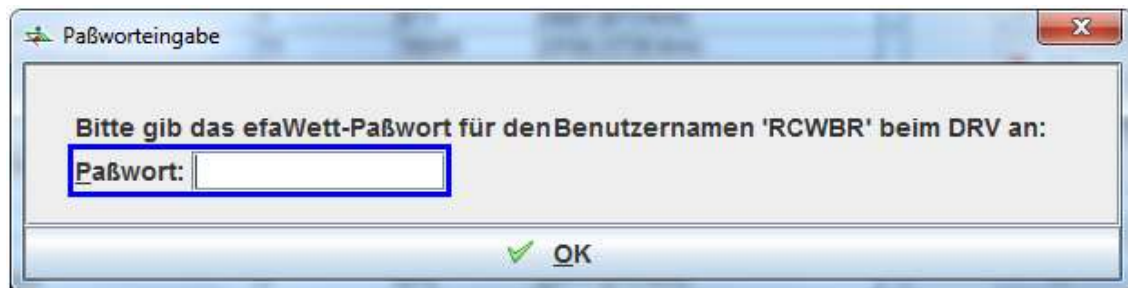 Paßworteingabe
Bitte gib das efaWett-Paßwort für denBenutzernamen 'RCWBR' beim DRV an:
Paßwort:
OK